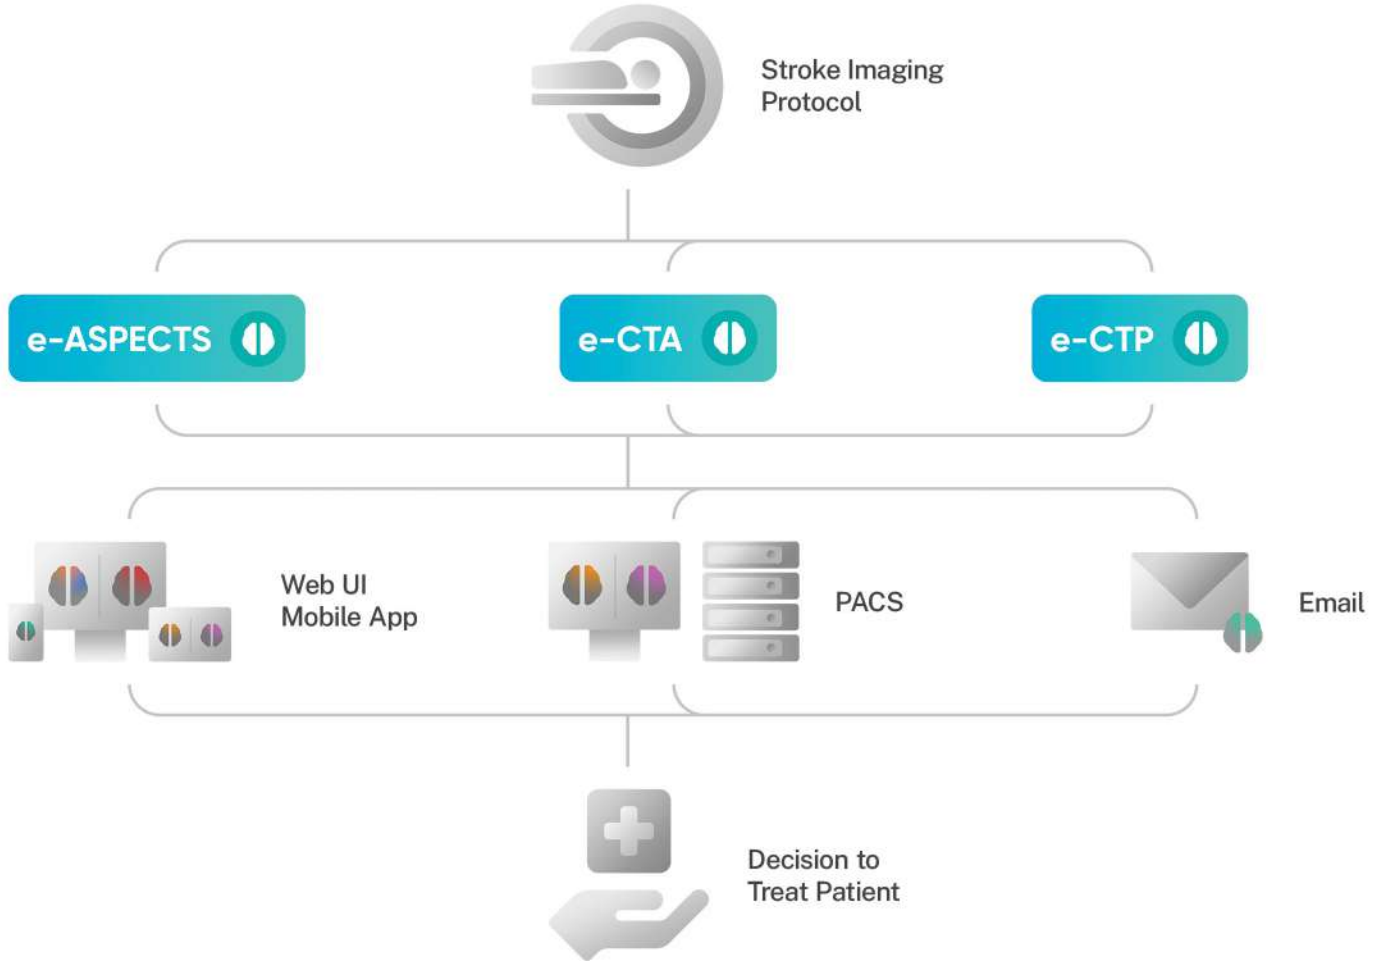 Stroke Imaging
Protocol
e-ASPECTS
e-CTA
e-CTP
Web UI
Mobile App
PACS
Email
Decision to
Treat Patient